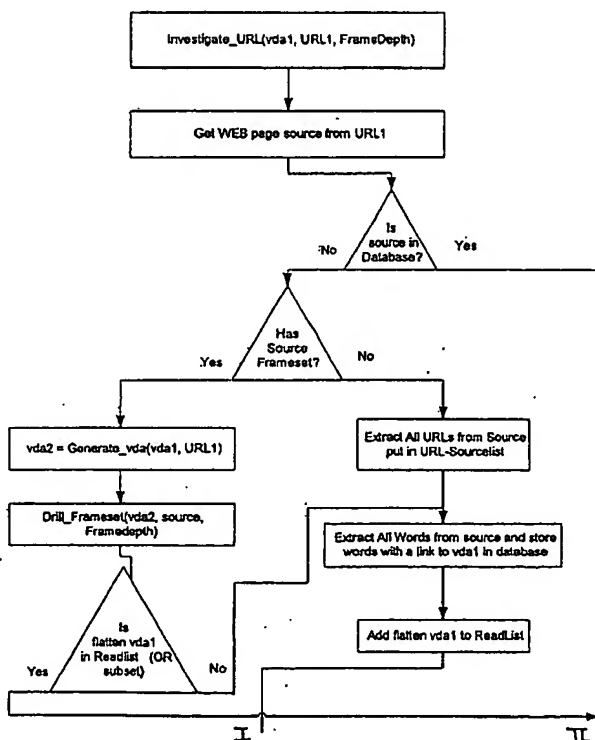 Investigate_URL(vda1, URL1, FrameDepth)
Get WEB page source from URL1
Is
source in
Database?
No
Yes
Has
Source
Frameset?
Yes
No
vda2 = Generate_vda(vda1, URL1)
Extract All URLs from Source
put in URL-Sourcelist
Drill_Frameset(vda2, source,
Framedepth)
Extract All Words from source and store
words with a link to vda1 in database
Is
flatten vda1
in Readlist (OR
subset)
Yes
No
Add flatten vda1 to ReadList
I
II